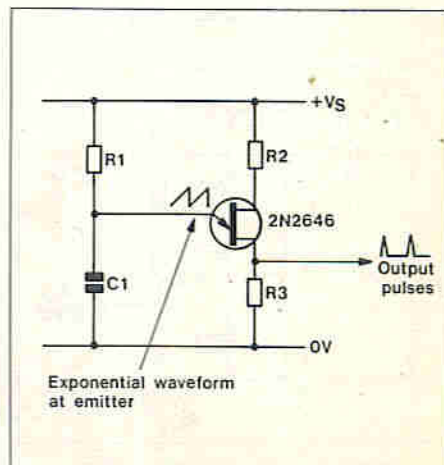 +VS
R1
R2
2N2646
C1
R3
Output
pulses
0V
Exponential waveform
at emitter